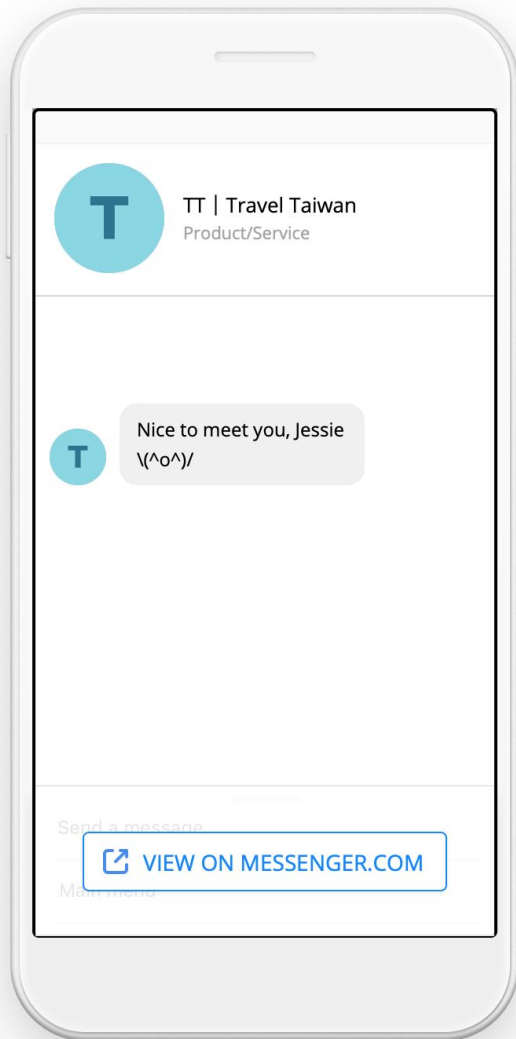 T
TT | Travel Taiwan
Product/Service
T
Nice to meet you, Jessie
\(^o^)/
Send a message
VIEW ON MESSENGER.COM
Main menu